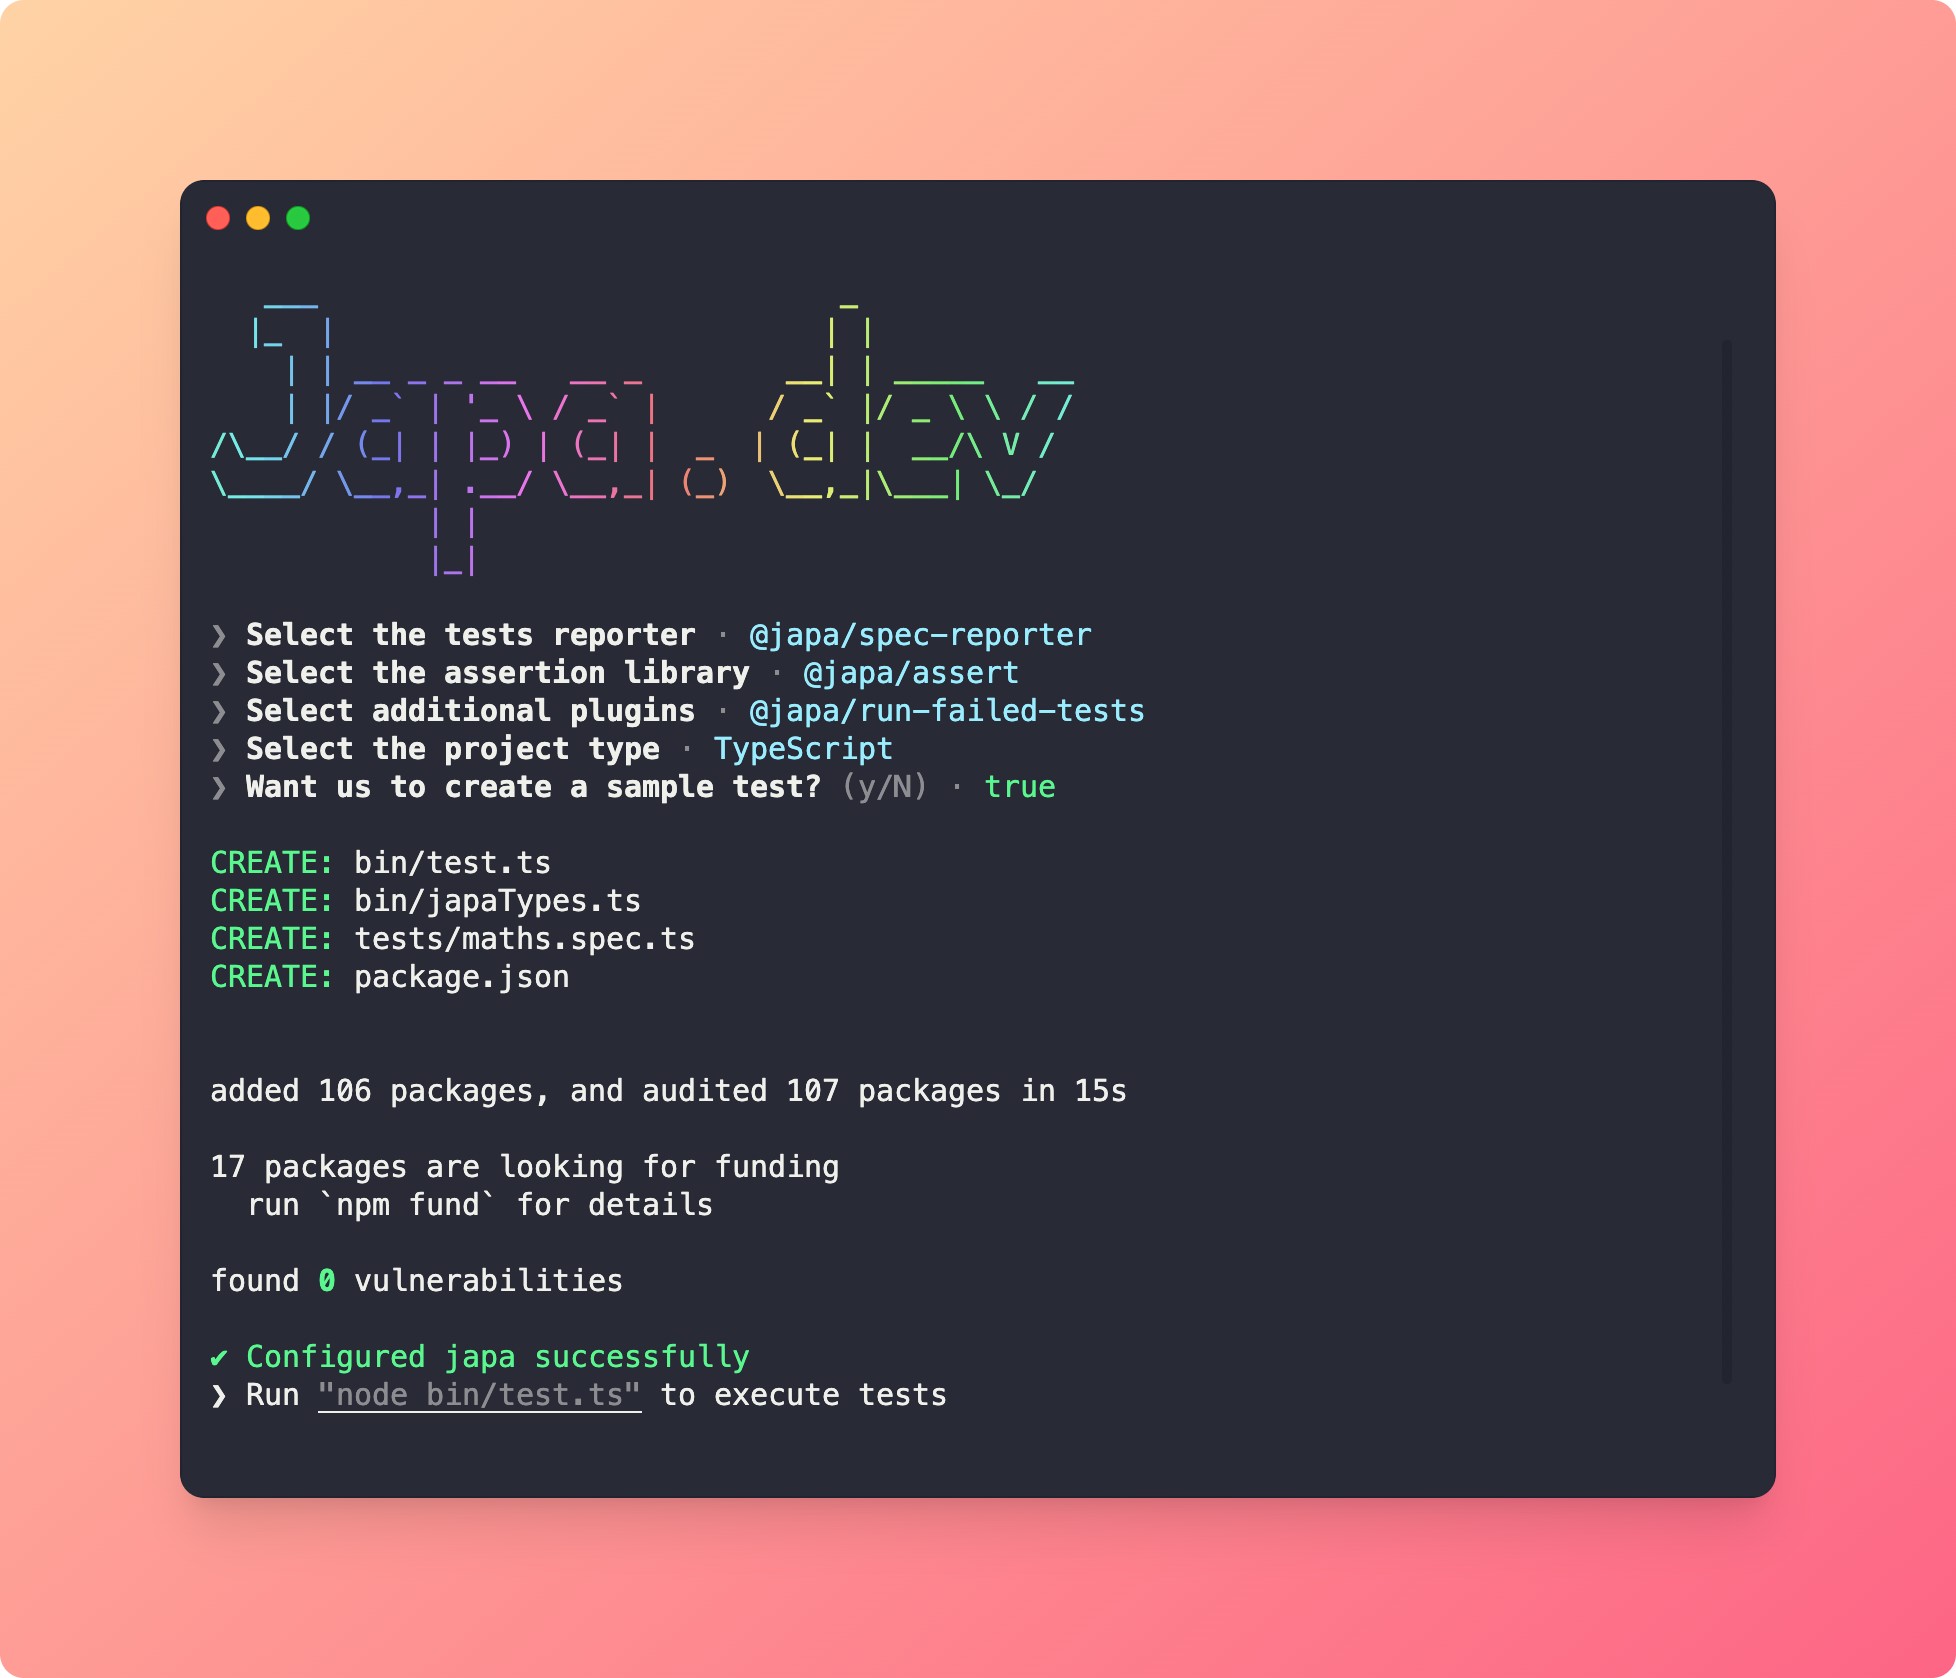 Japa.dev
❯ Select the tests reporter · @japa/spec-reporter
❯ Select the assertion library · @japa/assert
❯ Select additional plugins · @japa/run-failed-tests
❯ Select the project type · TypeScript
❯ Want us to create a sample test? (y/N) · true
CREATE: bin/test.ts
CREATE: bin/japaTypes.ts
CREATE: tests/maths.spec.ts
CREATE: package.json
added 106 packages, and audited 107 packages in 15s
17 packages are looking for funding
run `npm fund` for details
found 0 vulnerabilities
✔ Configured japa successfully
❯ Run "node bin/test.ts" to execute tests